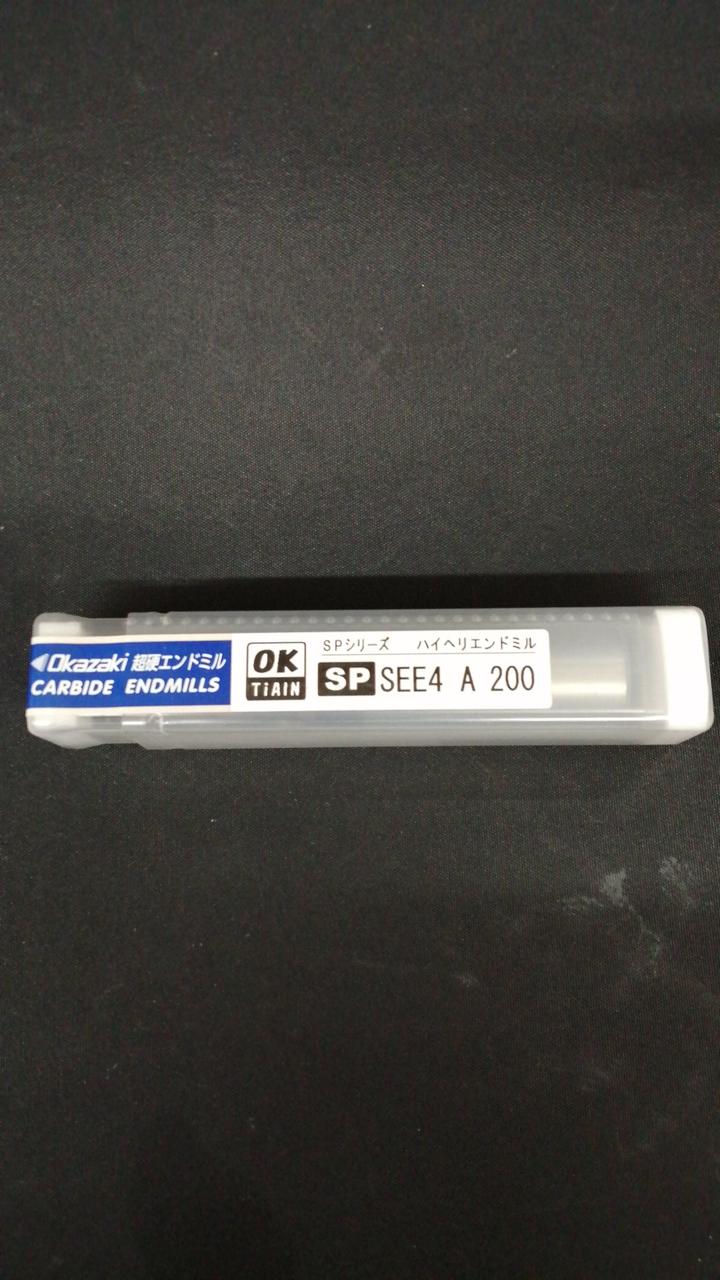 Okazaki 超硬エンドミル
CARBIDE ENDMILLS
OK
TiAlN
SPシリーズ ハイヘリエンドミル
SP SEE4 A 200